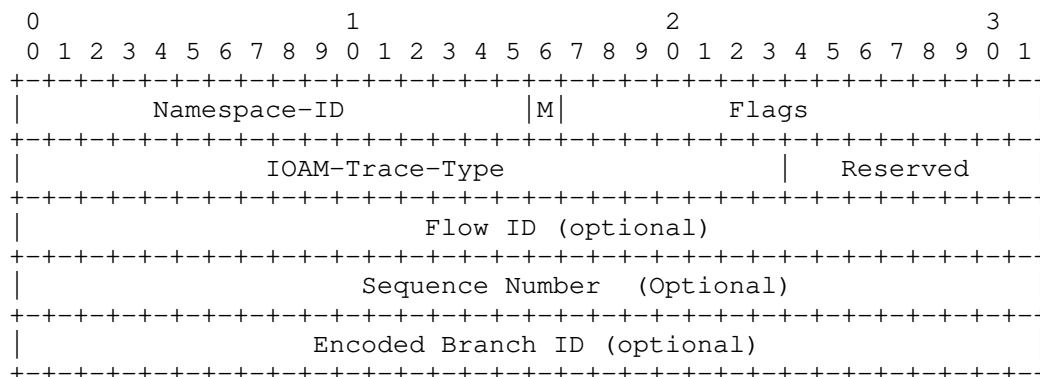 0                   1                   2                   3
 0 1 2 3 4 5 6 7 8 9 0 1 2 3 4 5 6 7 8 9 0 1 2 3 4 5 6 7 8 9 0 1
+-+-+-+-+-+-+-+-+-+-+-+-+-+-+-+-+-+-+-+-+-+-+-+-+-+-+-+-+-+-+-+--
|        Namespace-ID           |M|          Flags
+-+-+-+-+-+-+-+-+-+-+-+-+-+-+-+-+-+-+-+-+-+-+-+-+-+-+-+-+-+-+-+--
|               IOAM-Trace-Type                 |   Reserved    |
+-+-+-+-+-+-+-+-+-+-+-+-+-+-+-+-+-+-+-+-+-+-+-+-+-+-+-+-+-+-+-+--
|                         Flow ID (optional)                    |
+-+-+-+-+-+-+-+-+-+-+-+-+-+-+-+-+-+-+-+-+-+-+-+-+-+-+-+-+-+-+-+--
|                     Sequence Number  (Optional)               |
+-+-+-+-+-+-+-+-+-+-+-+-+-+-+-+-+-+-+-+-+-+-+-+-+-+-+-+-+-+-+-+--
|                  Encoded Branch ID (optional)                 |
+-+-+-+-+-+-+-+-+-+-+-+-+-+-+-+-+-+-+-+-+-+-+-+-+-+-+-+-+-+-+-+--